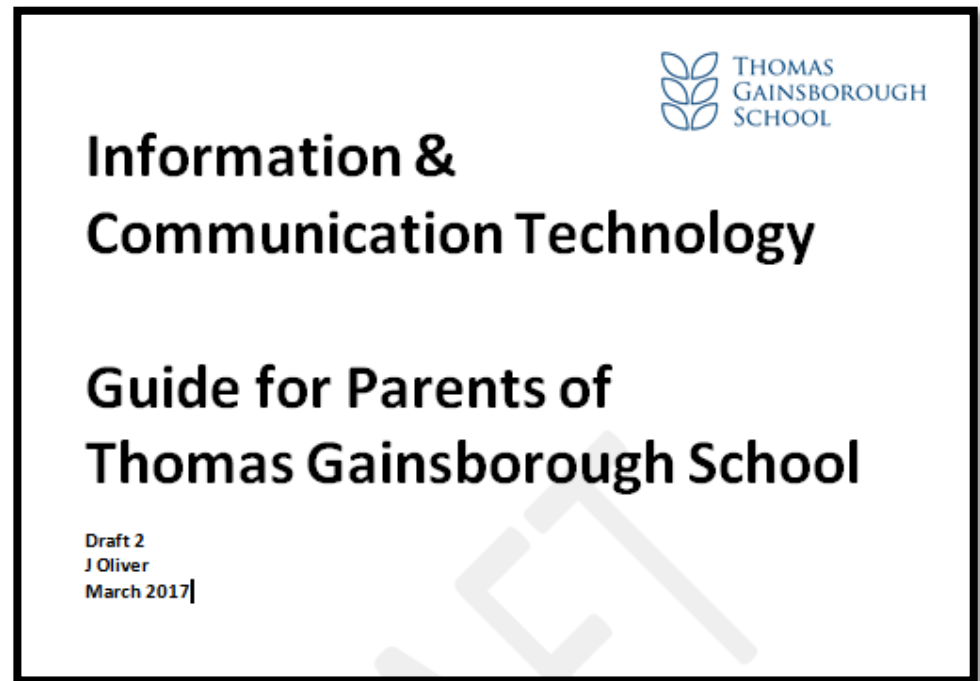 THOMAS
GAINSBOROUGH
SCHOOL
Information &
Communication Technology
Guide for Parents of
Thomas Gainsborough School
Draft 2
J Oliver
March 2017